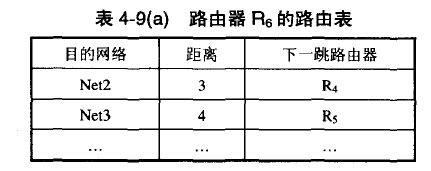 表 4-9(a) 路由器 R₆ 的路由表
目的网络 距离 下一跳路由器
Net2 3 R₄
Net3 4 R₅
… … …